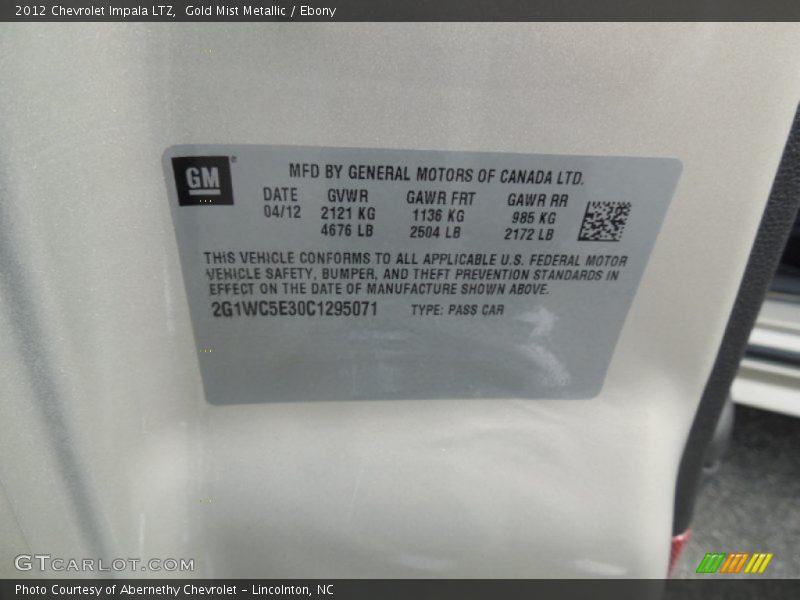 2012 Chevrolet Impala LTZ,  Gold Mist Metallic / Ebony
GM
MFD BY GENERAL MOTORS OF CANADA LTD.
DATE GVWR GAWR FRT GAWR RR
04/12 2121 KG 1136 KG 985 KG
4676 LB 2504 LB 2172 LB
THIS VEHICLE CONFORMS TO ALL APPLICABLE U.S. FEDERAL MOTOR
VEHICLE SAFETY, BUMPER, AND THEFT PREVENTION STANDARDS IN
EFFECT ON THE DATE OF MANUFACTURE SHOWN ABOVE.
2G1WC5E30C1295071 TYPE: PASS CAR
GTCARLOT.COM
Photo Courtesy of Abernethy Chevrolet – Lincolnton, NC